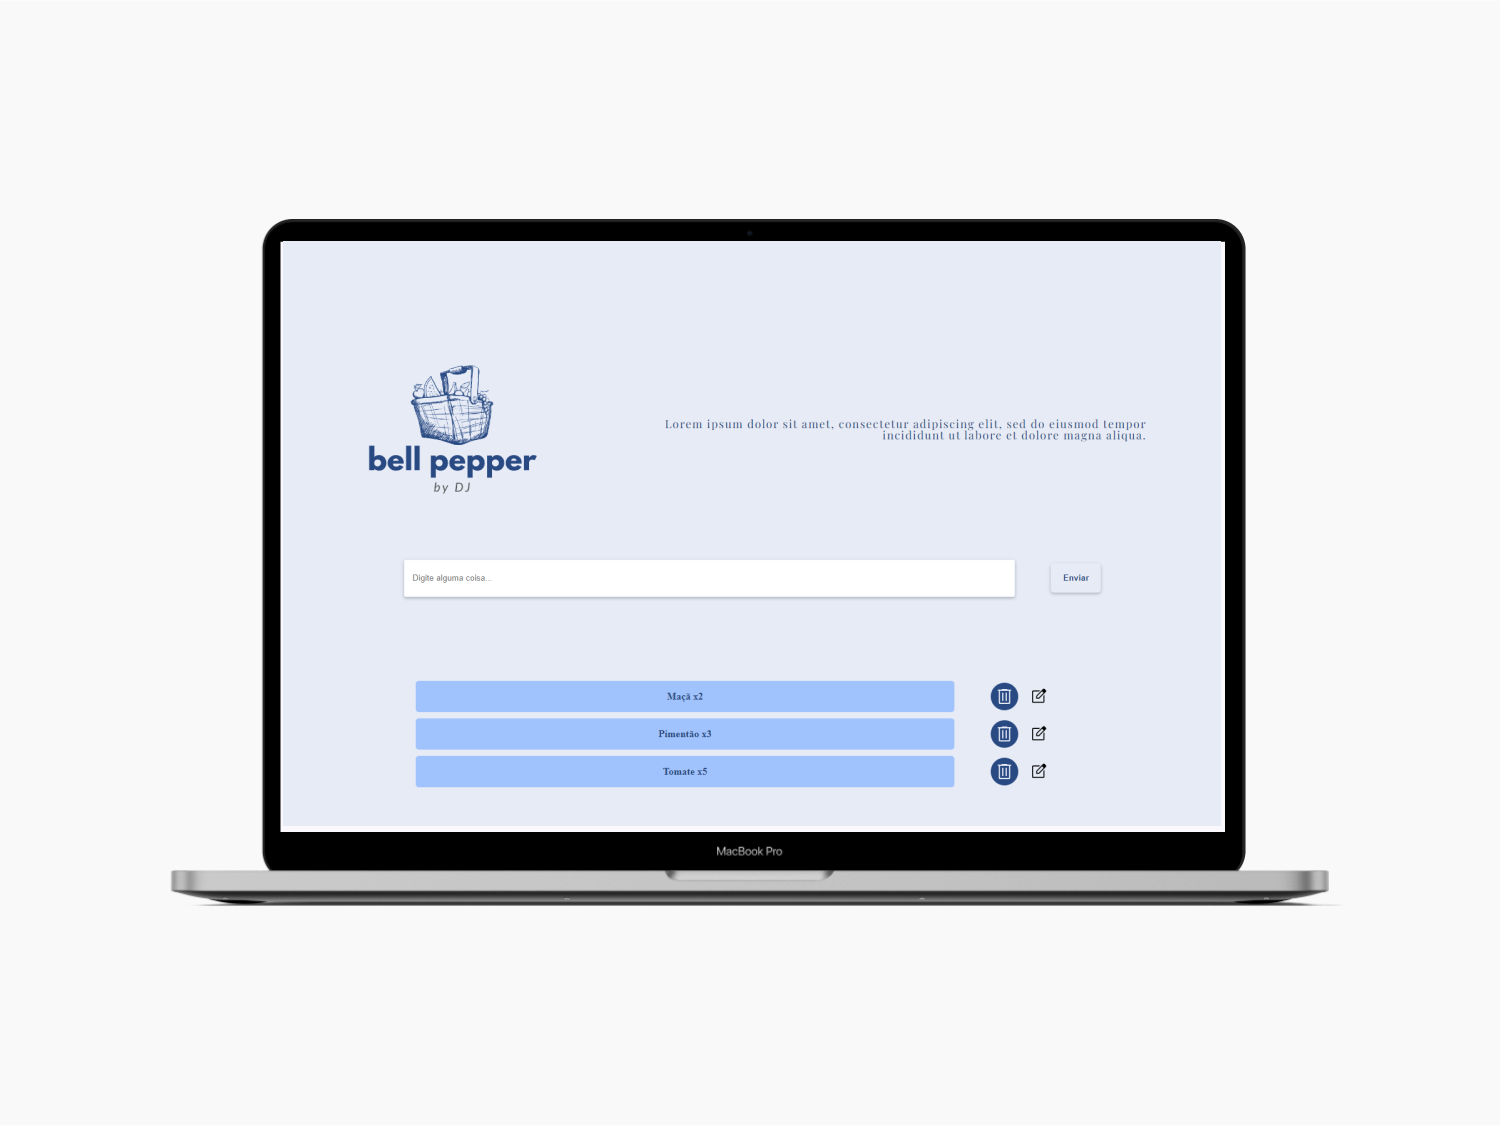 bell pepper
by DJ
Lorem ipsum dolor sit amet, consectetur adipiscing elit, sed do eiusmod tempor
incididunt ut labore et dolore magna aliqua.
Digite alguma coisa...
Enviar
Maçã x2
Pimentão x3
Tomate x5
MacBook Pro